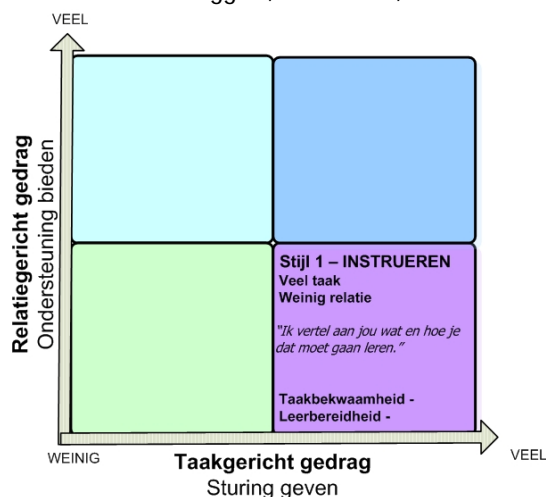 VEEL
Relatiegericht gedrag
Ondersteuning bieden
Stijl 1 – INSTRUEREN
Veel taak
Weinig relatie
“Ik vertel aan jou wat en hoe je
dat moet gaan leren.”
Taakbekwaamheid -
Leerbereidheid -
WEINIG
Taakgericht gedrag
VEEL
Sturing geven